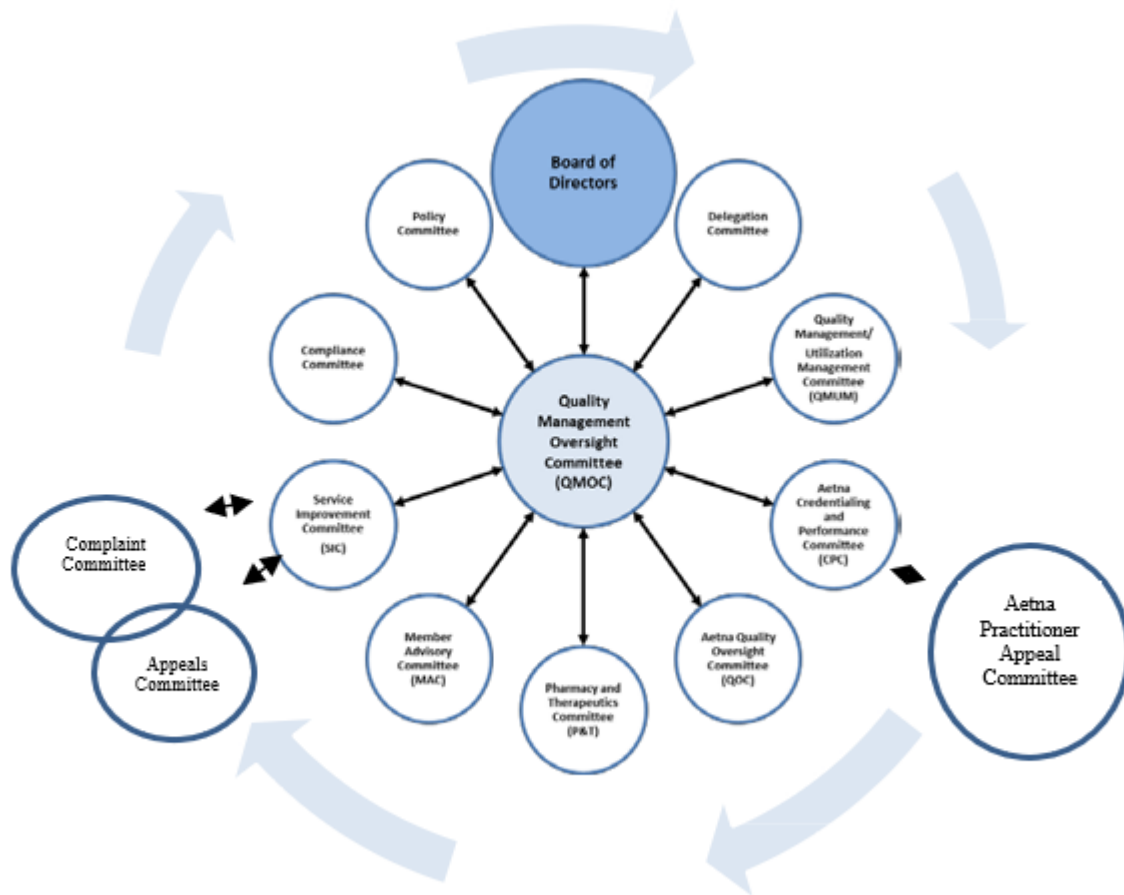 Board of
Directors
Policy
Committee
Delegation
Committee
Compliance
Committee
Quality
Management/
Utilization
Management
Committee
(QMUM)
Quality
Management
Oversight
Committee
(QMOC)
Service
Improvement
Committee
(SIC)
Aetna
Credentialing
and
Performance
Committee
(CPC)
Complaint
Committee
Appeals
Committee
Member
Advisory
Committee
(MAC)
Pharmacy and
Therapeutics
Committee
(P&T)
Aetna Quality
Oversight
Committee
(QOC)
Aetna
Practitioner
Appeal
Committee